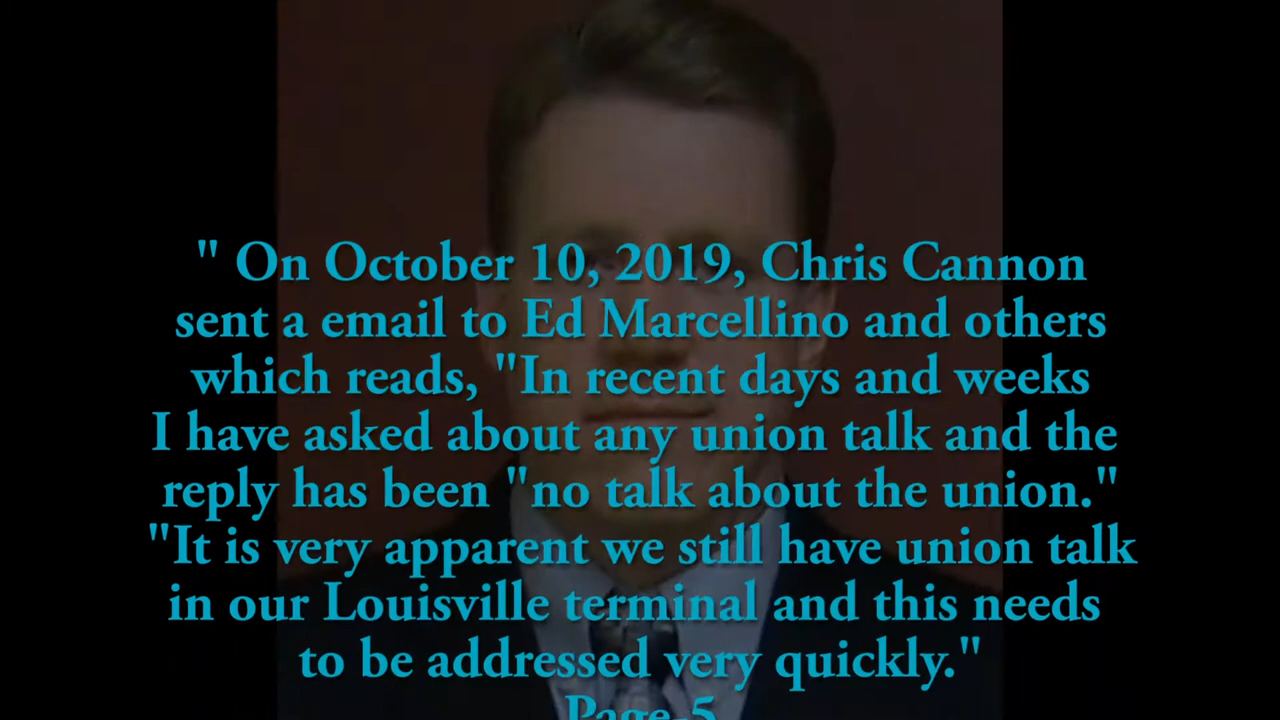 " On October 10, 2019, Chris Cannon
sent a email to Ed Marcellino and others
which reads, "In recent days and weeks
I have asked about any union talk and the
reply has been "no talk about the union."
"It is very apparent we still have union talk
in our Louisville terminal and this needs
to be addressed very quickly."
Page-5